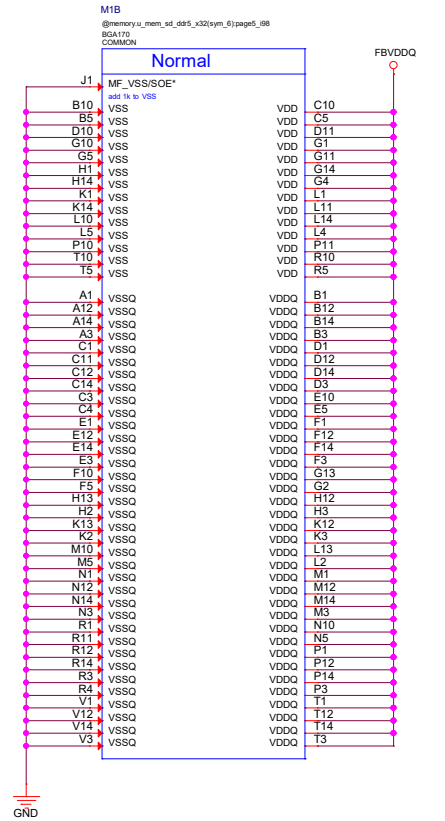 M1B
@memory.u_mem_sd_ddr5_x32(sym_6):page5_i98
BGA170
COMMON
Normal
FBVDDQ
J1 MF_VSS/SOE*
add 1k to VSS
B10 VSS VDD C10
B5 VSS VDD C5
D10 VSS VDD D11
G10 VSS VDD G1
G5 VSS VDD G11
H1 VSS VDD G14
H14 VSS VDD G4
K1 VSS VDD L1
K14 VSS VDD L11
L10 VSS VDD L14
L5 VSS VDD L4
P10 VSS VDD P11
T10 VSS VDD R10
T5 VSS VDD R5
A1 VSSQ VDDQ B1
A12 VSSQ VDDQ B12
A14 VSSQ VDDQ B14
A3 VSSQ VDDQ B3
C1 VSSQ VDDQ D1
C11 VSSQ VDDQ D12
C12 VSSQ VDDQ D14
C14 VSSQ VDDQ D3
C3 VSSQ VDDQ E10
C4 VSSQ VDDQ E5
E1 VSSQ VDDQ F1
E12 VSSQ VDDQ F12
E14 VSSQ VDDQ F14
E3 VSSQ VDDQ F3
F10 VSSQ VDDQ G13
F5 VSSQ VDDQ G2
H13 VSSQ VDDQ H12
H2 VSSQ VDDQ H3
K13 VSSQ VDDQ K12
K2 VSSQ VDDQ K3
M10 VSSQ VDDQ L13
M5 VSSQ VDDQ L2
N1 VSSQ VDDQ M1
N12 VSSQ VDDQ M12
N14 VSSQ VDDQ M14
N3 VSSQ VDDQ M3
R1 VSSQ VDDQ N10
R11 VSSQ VDDQ N5
R12 VSSQ VDDQ P1
R14 VSSQ VDDQ P12
R3 VSSQ VDDQ P14
R4 VSSQ VDDQ P3
V1 VSSQ VDDQ T1
V12 VSSQ VDDQ T12
V14 VSSQ VDDQ T14
V3 VSSQ VDDQ T3
GND